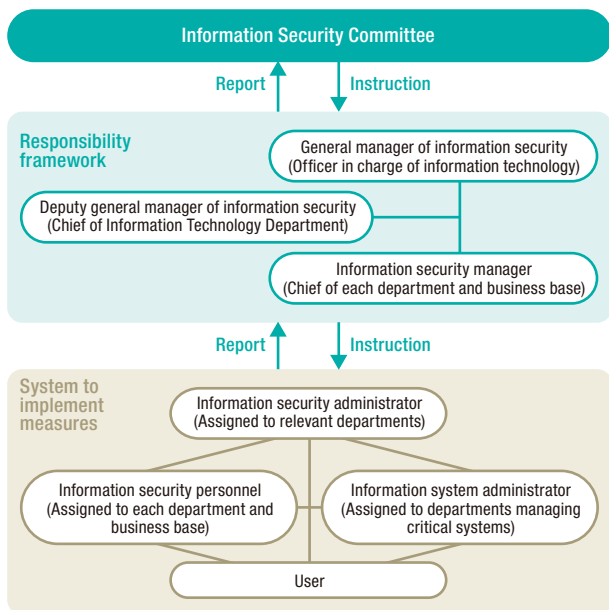 Information Security Committee
Report
Instruction
Responsibility
framework
General manager of information security
(Officer in charge of information technology)
Deputy general manager of information security
(Chief of Information Technology Department)
Information security manager
(Chief of each department and business base)
Report
Instruction
System to
implement
measures
Information security administrator
(Assigned to relevant departments)
Information security personnel
(Assigned to each department and
business base)
Information system administrator
(Assigned to departments managing
critical systems)
User